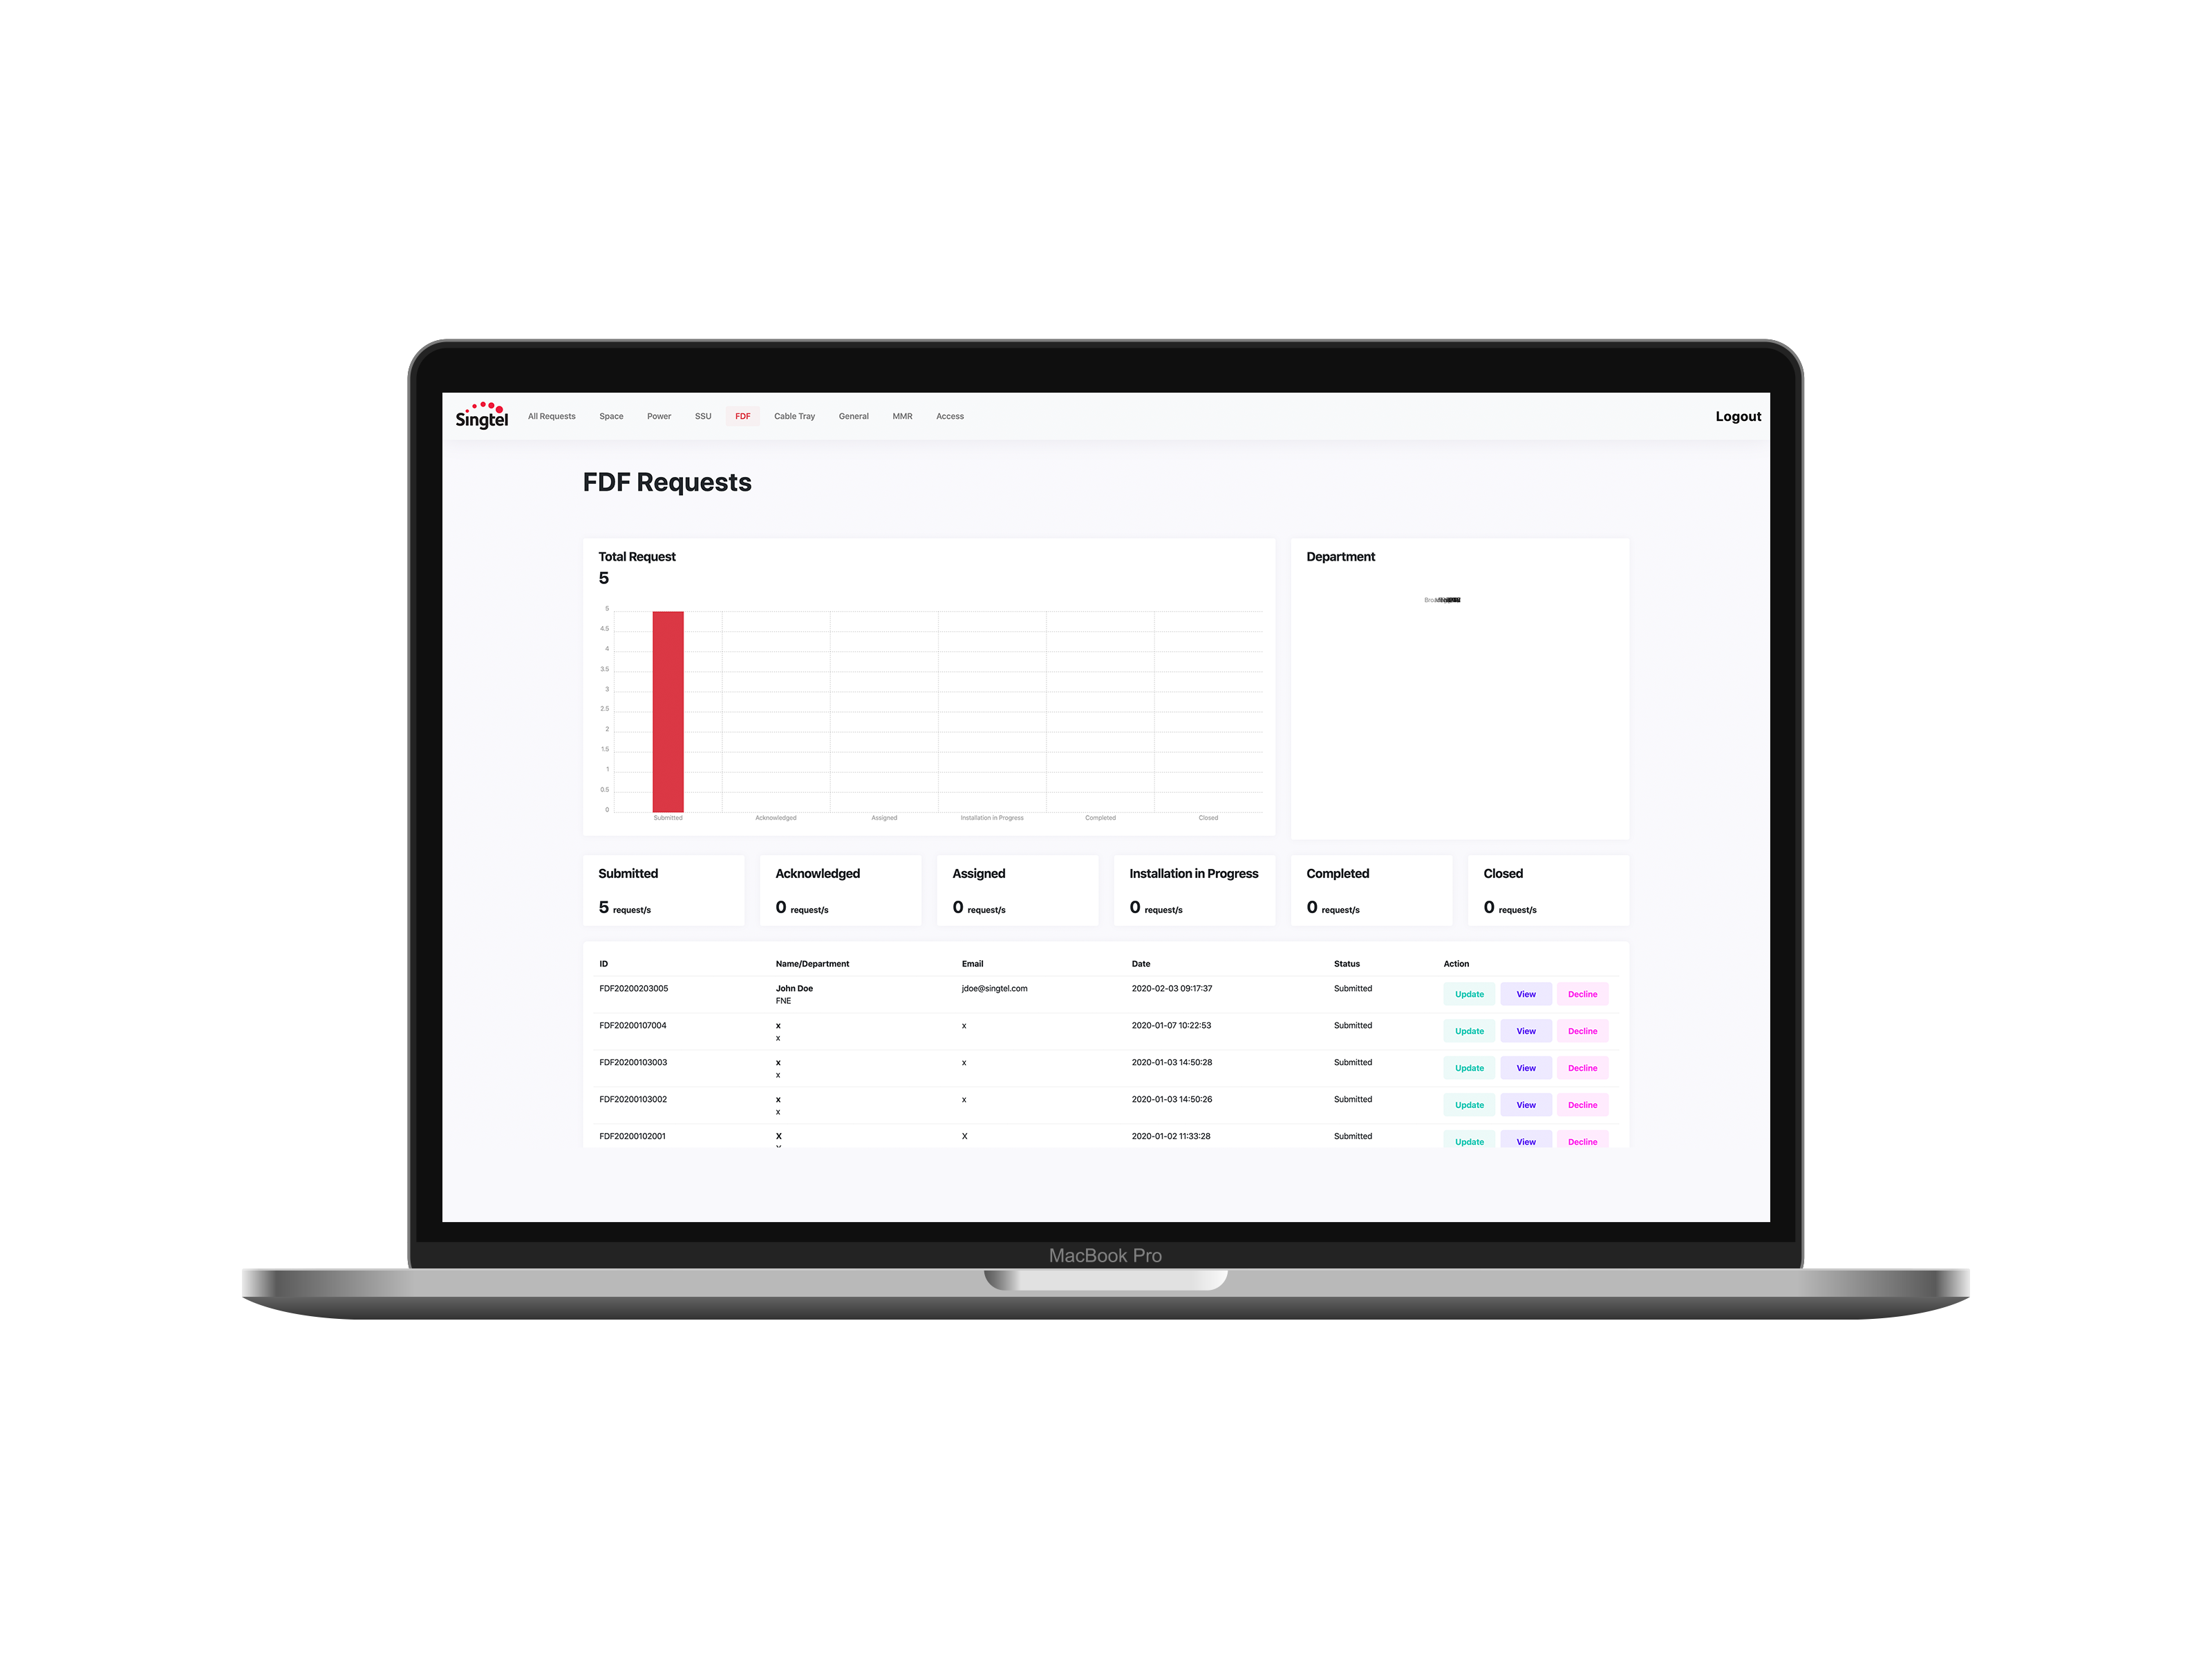 Singtel
All Requests
Space
Power
SSU
FDF
Cable Tray
General
MMR
Access
Logout
FDF Requests
Total Request
5
5
4.5
4
3.5
3
2.5
2
1.5
1
0.5
0
Submitted
Acknowledged
Assigned
Installation in Progress
Completed
Closed
Department
Submitted
5 request/s
Acknowledged
0 request/s
Assigned
0 request/s
Installation in Progress
0 request/s
Completed
0 request/s
Closed
0 request/s
ID Name/Department Email Date Status Action
FDF20200203005 John Doe jdoe@singtel.com 2020-02-03 09:17:37 Submitted Update View Decline
FNE
FDF20200107004 x x 2020-01-07 10:22:53 Submitted Update View Decline
x
FDF20200103003 x x 2020-01-03 14:50:28 Submitted Update View Decline
x
FDF20200103002 x x 2020-01-03 14:50:26 Submitted Update View Decline
x
FDF20200102001 X X 2020-01-02 11:33:28 Submitted Update View Decline
MacBook Pro